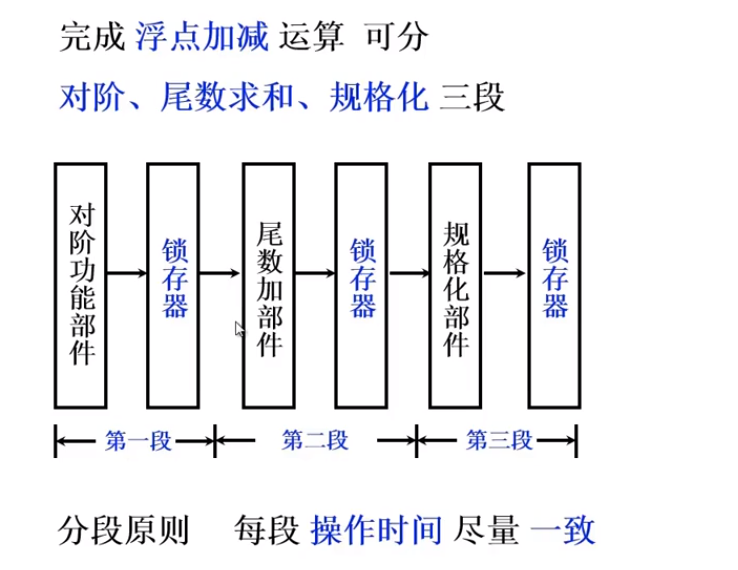 完成 浮点加减 运算 可分
对阶、尾数求和、规格化 三段
对阶功能部件
锁存器
尾数加部件
锁存器
规格化部件
锁存器
第一段
第二段
第三段
分段原则 每段 操作时间 尽量 一致